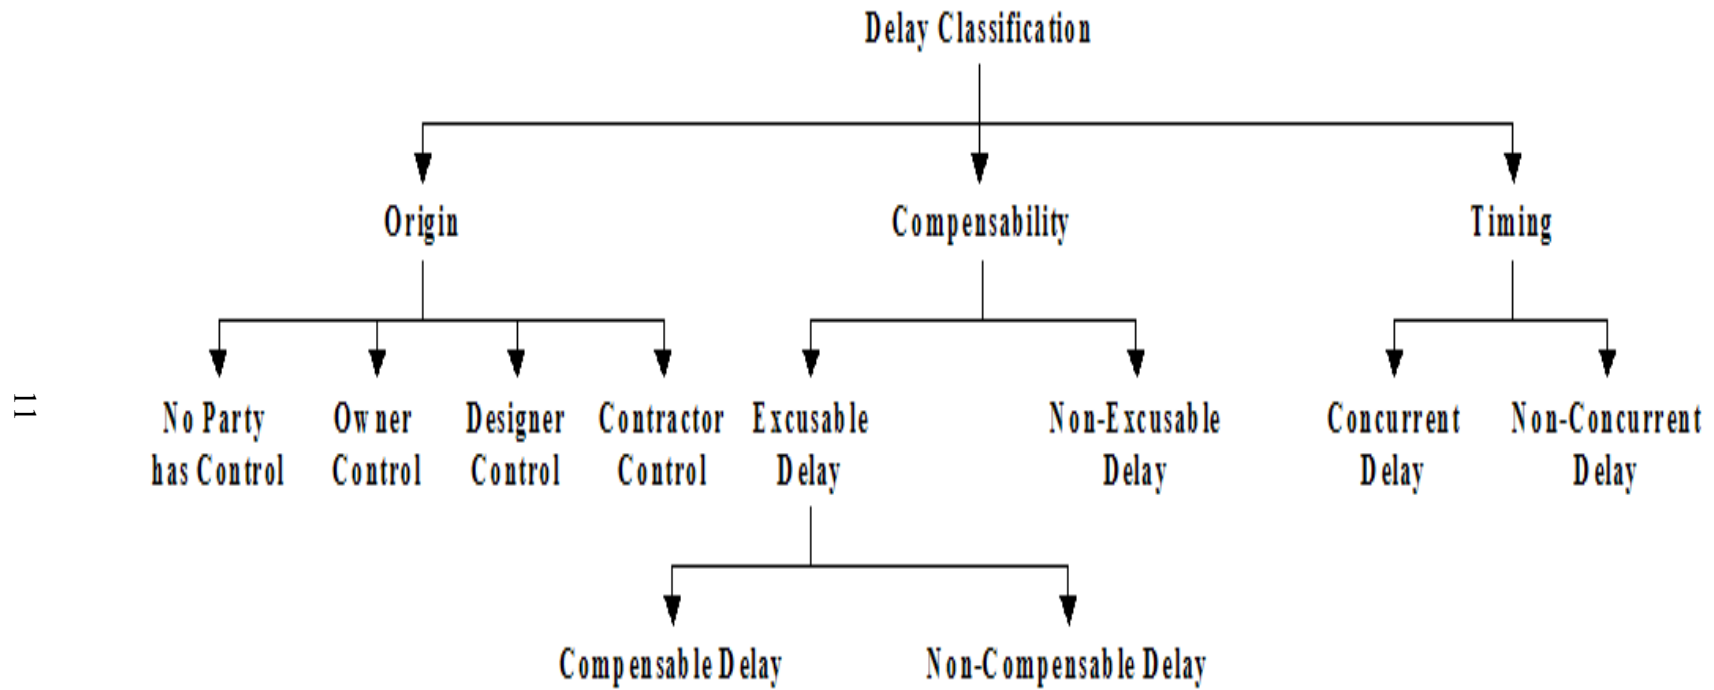 Delay Classification
Origin
Compensability
Timing
No Party
has Control
Owner
Control
Designer
Control
Contractor
Control
Excusable
Delay
Non-Excusable
Delay
Concurrent
Delay
Non-Concurrent
Delay
Compensable Delay
Non-Compensable Delay
11